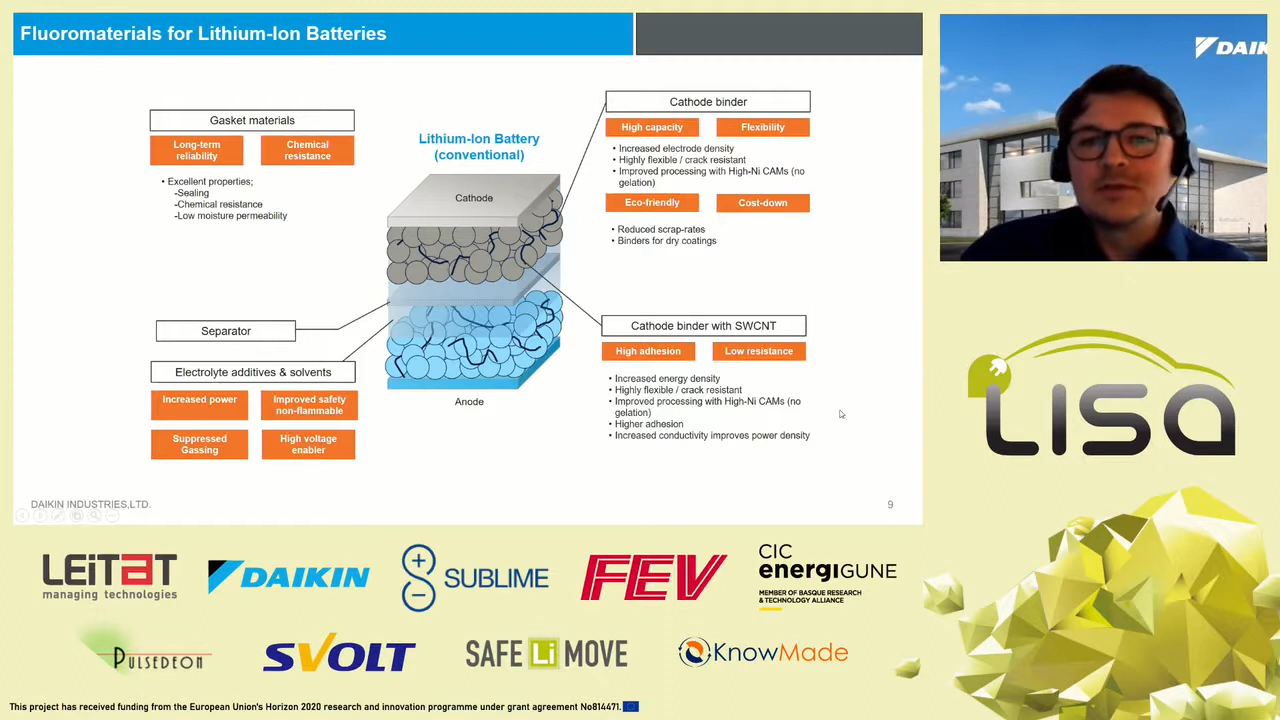 Fluoromaterials for Lithium-Ion Batteries
Gasket materials
Long-term
reliability
Chemical
resistance
• Excellent properties;
-Sealing
-Chemical resistance
-Low moisture permeability
Separator
Electrolyte additives & solvents
Increased power
Improved safety
non-flammable
Suppressed
Gassing
High voltage
enabler
Lithium-Ion Battery
(conventional)
Cathode
Anode
Cathode binder
High capacity
Flexibility
• Increased electrode density
• Highly flexible / crack resistant
• Improved processing with High-Ni CAMs (no
gelation)
Eco-friendly
Cost-down
• Reduced scrap-rates
• Binders for dry coatings
Cathode binder with SWCNT
High adhesion
Low resistance
• Increased energy density
• Highly flexible / crack resistant
• Improved processing with High-Ni CAMs (no
gelation)
• Higher adhesion
• Increased conductivity improves power density
DAIKIN INDUSTRIES,LTD.
9
DAIK
LISa
LEiTAT
managing technologies
DAIKIN
SUBLIME
FEV
CIC
energiGUNE
MEMBER OF BASQUE RESEARCH
& TECHNOLOGY ALLIANCE
PULSEDEON
SVOLT
SAFE Li MOVE
KnowMade
This project has received funding from the European Union's Horizon 2020 research and innovation programme under grant agreement No814471.